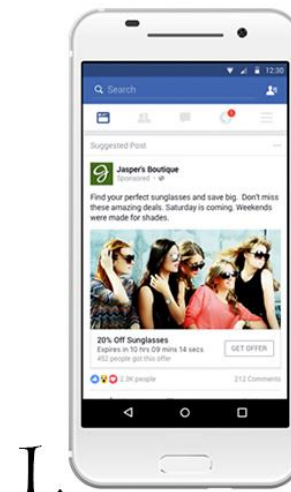 12:30
Search
1
Suggested Post
Jasper's Boutique
Sponsored
Find your perfect sunglasses and save big. Don't miss
these amazing deals. Saturday is coming. Weekends
were made for shades.
20% Off Sunglasses
Expires in 10 hrs 09 mins 14 secs
GET OFFER
452 people got this offer
2.3K people
212 Comments